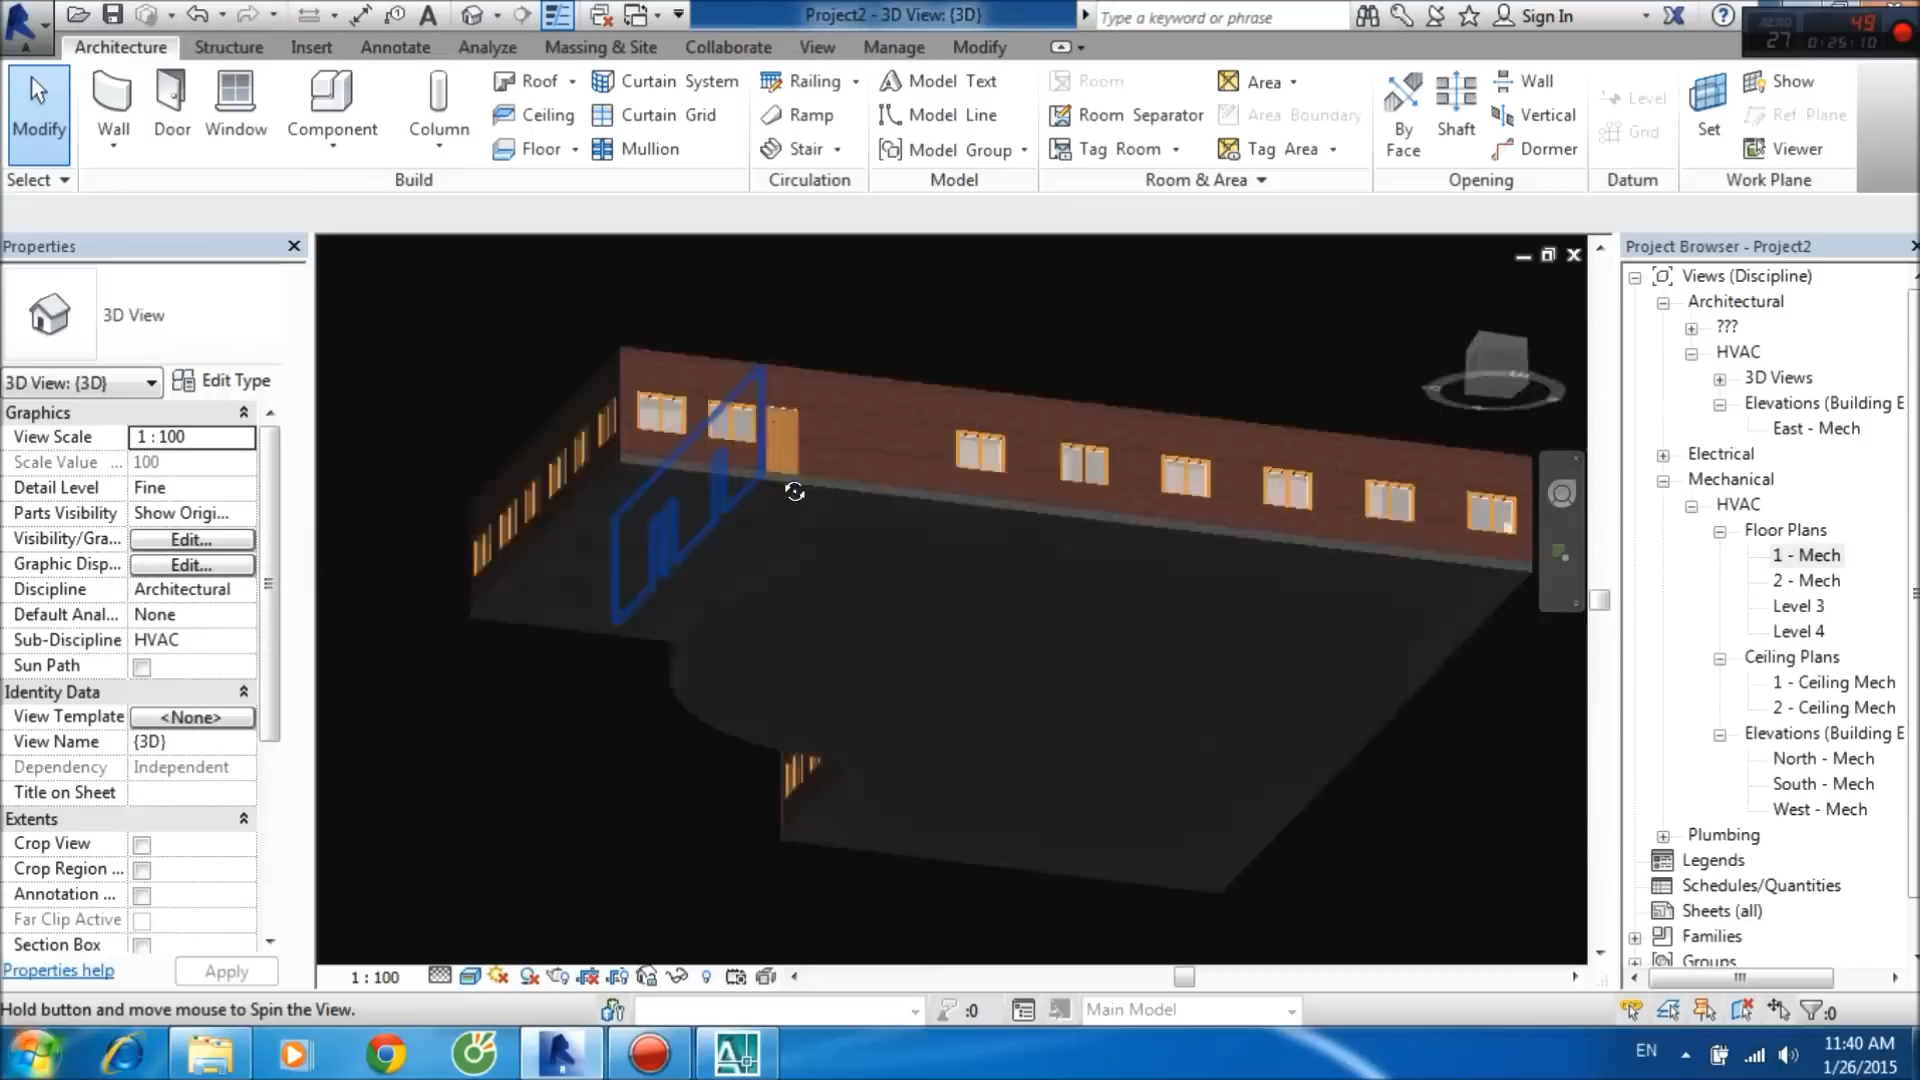 Project2 - 3D View: {3D}
Type a keyword or phrase
Sign In
49
27
0:25:10
Architecture Structure Insert Annotate Analyze Massing & Site Collaborate View Manage Modify
Modify
Wall
Door
Window
Component
Column
Roof
Ceiling
Floor
Curtain System
Curtain Grid
Mullion
Railing
Ramp
Stair
Model Text
Model Line
Model Group
Room
Room Separator
Tag Room
Area
Area Boundary
Tag Area
By
Face
Shaft
Wall
Vertical
Dormer
Level
Grid
Set
Show
Ref Plane
Viewer
Select
Build
Circulation
Model
Room & Area
Opening
Datum
Work Plane
Properties
3D View
3D View: {3D}
Edit Type
Graphics
View Scale 1 : 100
Scale Value ... 100
Detail Level Fine
Parts Visibility Show Origi...
Visibility/Gra... Edit...
Graphic Disp... Edit...
Discipline Architectural
Default Anal... None
Sub-Discipline HVAC
Sun Path
Identity Data
View Template <None>
View Name {3D}
Dependency Independent
Title on Sheet
Extents
Crop View
Crop Region ...
Annotation ...
Far Clip Active
Section Box
Properties help
Apply
1 : 100
Project Browser - Project2
Views (Discipline)
Architectural
???
HVAC
3D Views
Elevations (Building E
East - Mech
Electrical
Mechanical
HVAC
Floor Plans
1 - Mech
2 - Mech
Level 3
Level 4
Ceiling Plans
1 - Ceiling Mech
2 - Ceiling Mech
Elevations (Building E
North - Mech
South - Mech
West - Mech
Plumbing
Legends
Schedules/Quantities
Sheets (all)
Families
Groups
Hold button and move mouse to Spin the View.
:0
Main Model
:0
EN
11:40 AM
1/26/2015